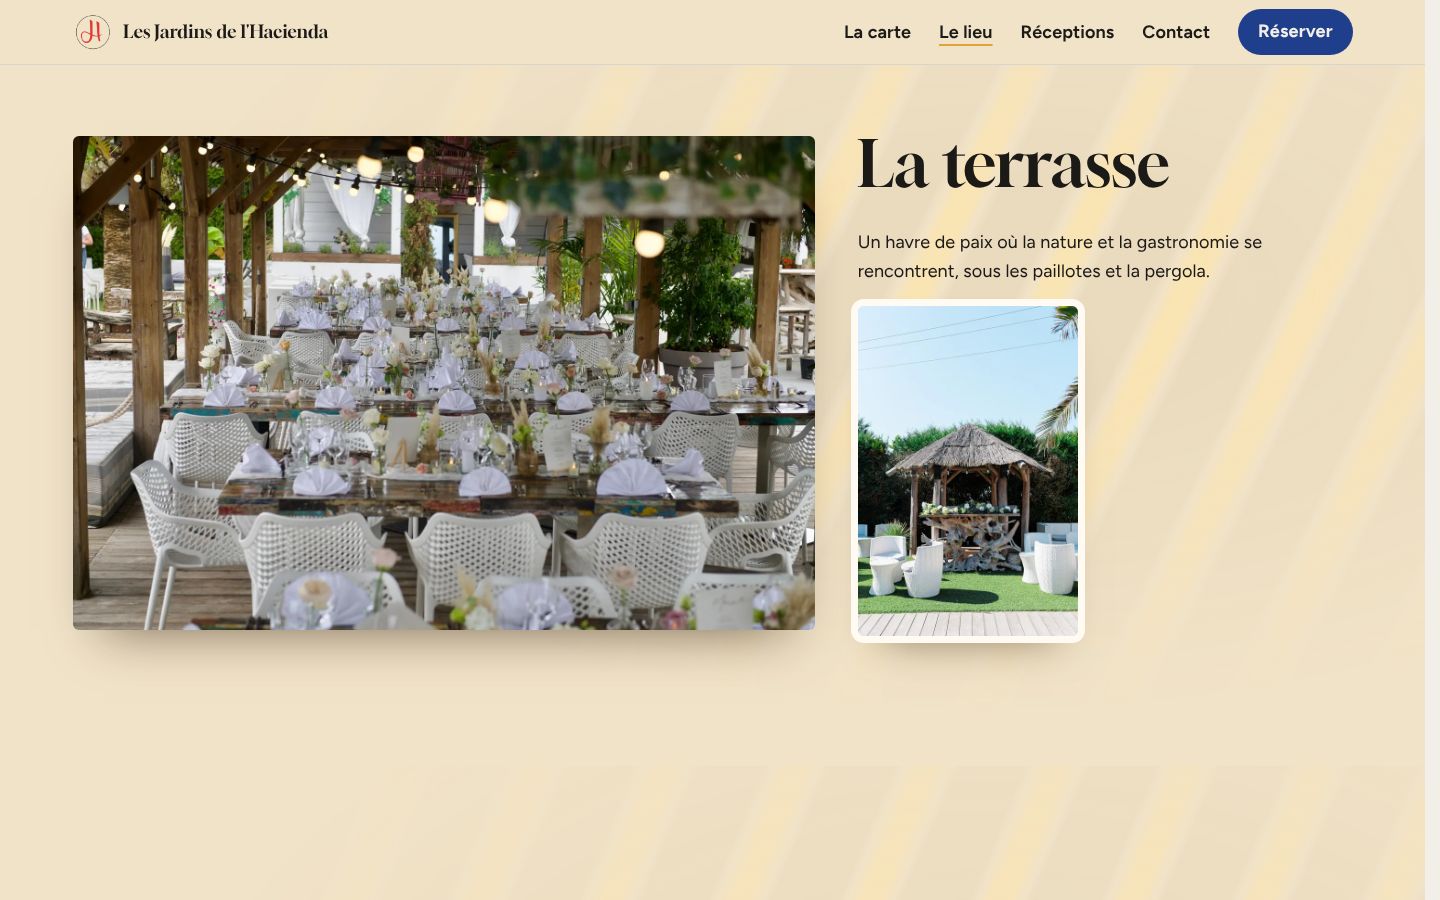 Les Jardins de l'Hacienda
La carte
Le lieu
Réceptions
Contact
Réserver
La terrasse
Un havre de paix où la nature et la gastronomie se
rencontrent, sous les paillotes et la pergola.